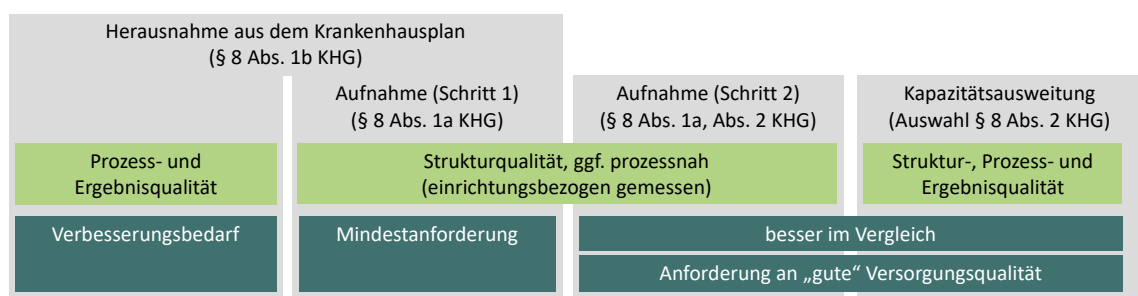 Herausnahme aus dem Krankenhausplan
(§ 8 Abs. 1b KHG)
Aufnahme (Schritt 1)
(§ 8 Abs. 1a KHG)
Aufnahme (Schritt 2)
(§ 8 Abs. 1a, Abs. 2 KHG)
Kapazitätsausweitung
(Auswahl § 8 Abs. 2 KHG)
Prozess- und
Ergebnisqualität
Strukturqualität, ggf. prozessnah
(einrichtungsbezogen gemessen)
Struktur-, Prozess- und
Ergebnisqualität
Verbesserungsbedarf
Mindestanforderung
besser im Vergleich
Anforderung an „gute“ Versorgungsqualität